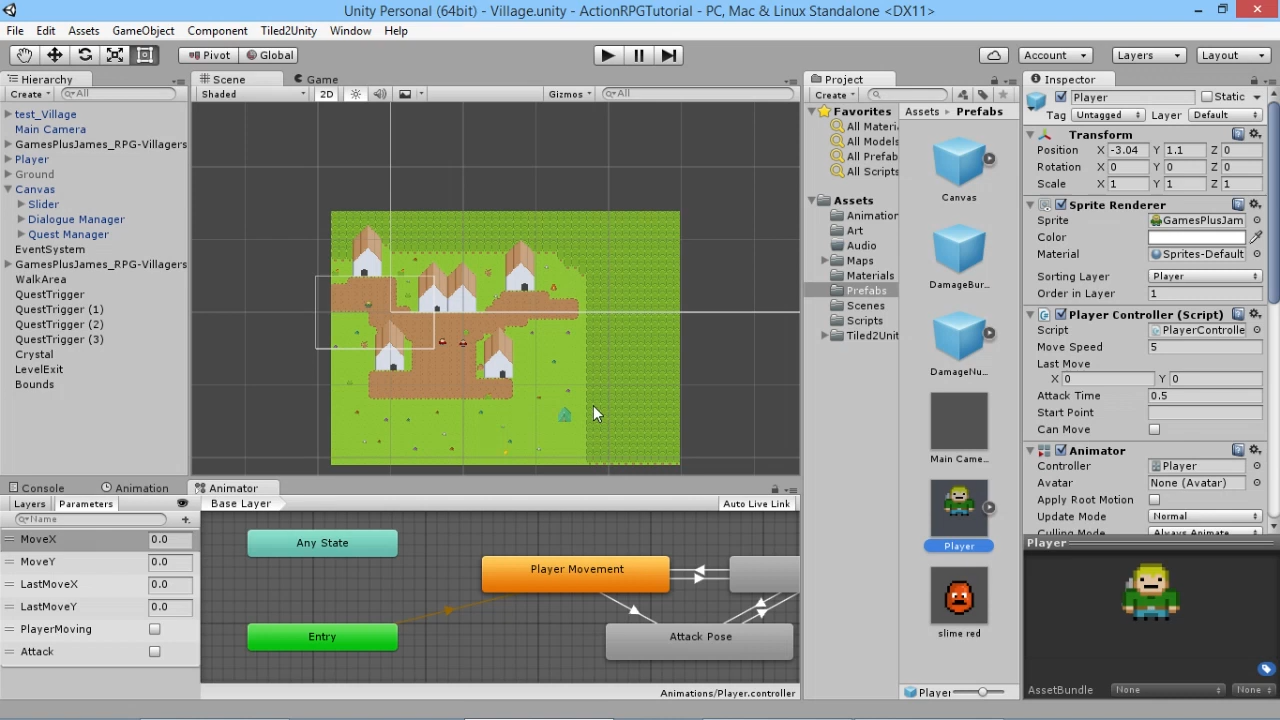 Unity Personal (64bit) - Village.unity - ActionRPGTutorial - PC, Mac & Linux Standalone <DX11>
File Edit Assets GameObject Component Tiled2Unity Window Help
Pivot Global Account Layers Layout
Hierarchy
Create All
test_Village
Main Camera
GamesPlusJames_RPG-Villagers
Player
Ground
Canvas
Slider
Dialogue Manager
Quest Manager
EventSystem
GamesPlusJames_RPG-Villagers
WalkArea
QuestTrigger
QuestTrigger (1)
QuestTrigger (2)
QuestTrigger (3)
Crystal
LevelExit
Bounds
Scene Game
Shaded 2D Gizmos All
Console Animation Animator
Layers Parameters Base Layer Auto Live Link
Name
MoveX 0.0
MoveY 0.0
LastMoveX 0.0
LastMoveY 0.0
PlayerMoving
Attack
Any State
Player Movement
Entry
Attack Pose
Animations/Player.controller
Project
Create
Favorites
All Materi
All Models
All Prefab
All Scripts
Assets
Animation
Art
Audio
Maps
Materials
Prefabs
Scenes
Scripts
Tiled2Unit
Assets Prefabs
Canvas
DamageBur...
DamageNu...
Main Came...
Player
slime red
Player
Inspector
Player Static
Tag Untagged Layer Default
Transform
Position X -3.04 Y 1.1 Z 0
Rotation X 0 Y 0 Z 0
Scale X 1 Y 1 Z 1
Sprite Renderer
Sprite GamesPlusJam
Color
Material Sprites-Default
Sorting Layer Player
Order in Layer 1
Player Controller (Script)
Script PlayerControlle
Move Speed 5
Last Move
X 0 Y 0
Attack Time 0.5
Start Point
Can Move
Animator
Controller Player
Avatar None (Avatar)
Apply Root Motion
Update Mode Normal
Culling Mode Always Animate
Player
AssetBundle None None